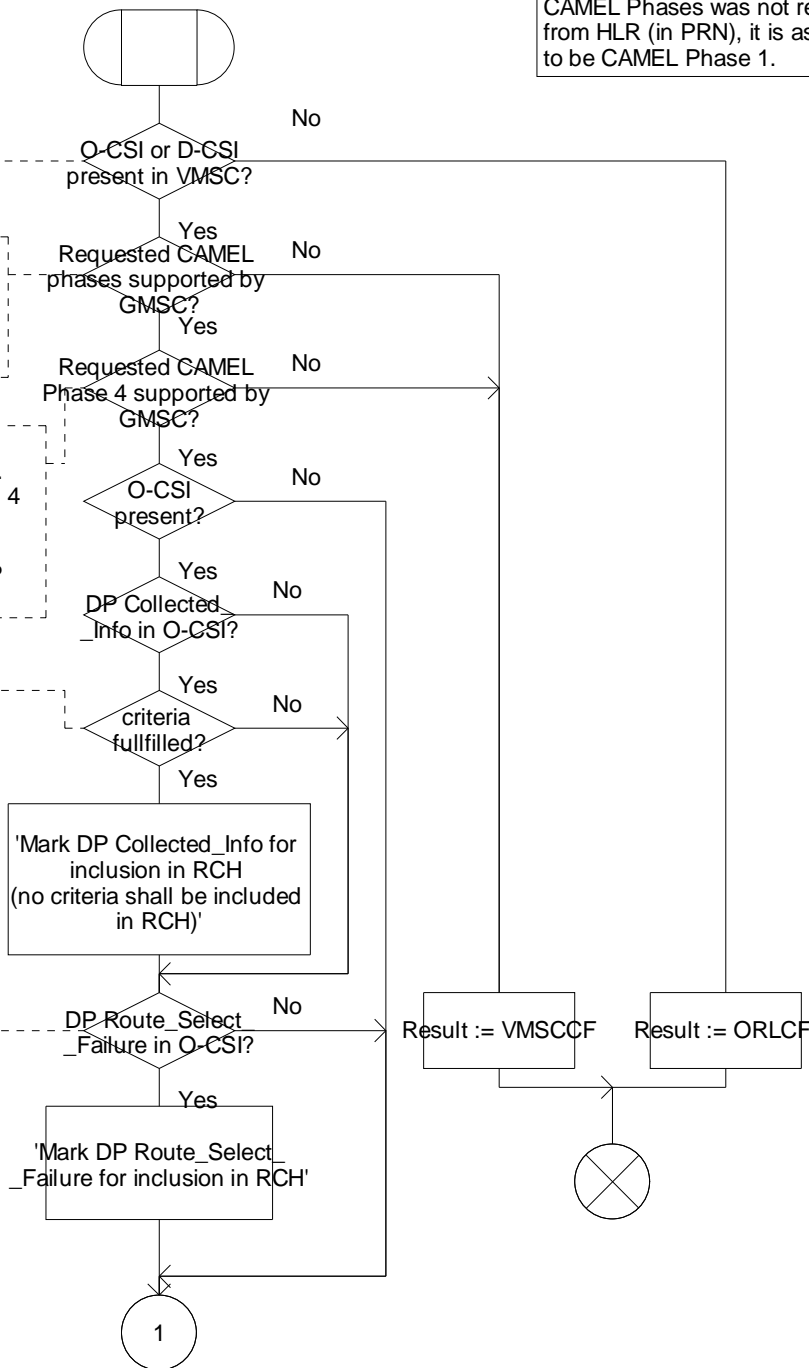 CAMEL Phases was not
from HLR (in PRN), it is
to be CAMEL Phase 1.
No
O-CSI or D-CSI
present in VMSC?
Yes
Requested CAMEL
phases supported by
GMSC?
No
Yes
Requested CAMEL
Phase 4 supported by
GMSC?
No
Yes
4
O-CSI
present?
No
Yes
DP Collected_
_Info in O-CSI?
No
Yes
criteria
fullfilled?
No
Yes
'Mark DP Collected_Info for
inclusion in RCH
(no criteria shall be included
in RCH)'
DP Route_Select_
_Failure in O-CSI?
No
Result := VMSCCF
Result := ORLCF
Yes
'Mark DP Route_Select_
_Failure for inclusion in RCH'
1